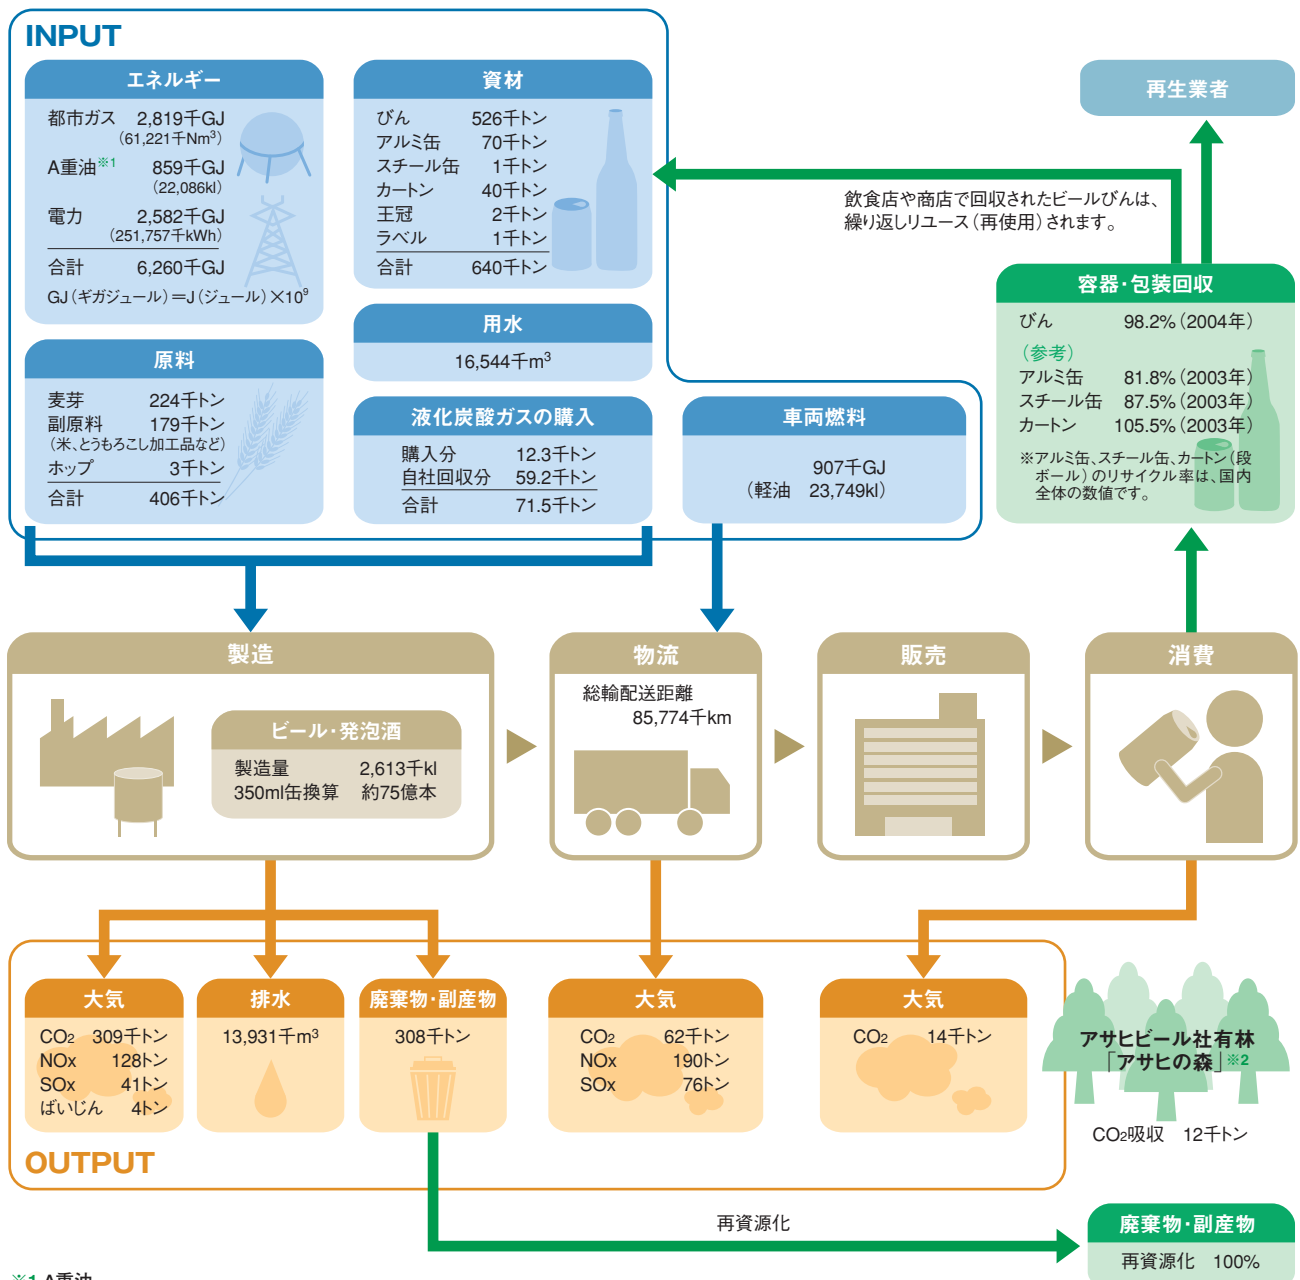 INPUT
エネルギー
都市ガス 2,819千GJ
(61,221千Nm³)
A重油※1 859千GJ
(22,086kl)
電力 2,582千GJ
(251,757千kWh)
合計 6,260千GJ
GJ(ギガジュール)=J(ジュール)×10⁹
資材
びん 526千トン
アルミ缶 70千トン
スチール缶 1千トン
カートン 40千トン
王冠 2千トン
ラベル 1千トン
合計 640千トン
用水
16,544千m³
原料
麦芽 224千トン
副原料 179千トン
(米、とうもろこし加工品など)
ホップ 3千トン
合計 406千トン
液化炭酸ガスの購入
購入分 12.3千トン
自社回収分 59.2千トン
合計 71.5千トン
車両燃料
907千GJ
(軽油 23,749kl)
再生業者
飲食店や商店で回収されたビールびんは、
繰り返しリユース(再使用)されます。
容器・包装回収
びん 98.2%(2004年)
(参考)
アルミ缶 81.8%(2003年)
スチール缶 87.5%(2003年)
カートン 105.5%(2003年)
※アルミ缶、スチール缶、カートン(段
ボール)のリサイクル率は、国内
全体の数値です。
製造
ビール・発泡酒
製造量 2,613千kl
350ml缶換算 約75億本
物流
総輸配送距離
85,774千km
販売
消費
大気
CO₂ 309千トン
NOx 128トン
SOx 41トン
ばいじん 4トン
排水
13,931千m³
廃棄物・副産物
308千トン
大気
CO₂ 62千トン
NOx 190トン
SOx 76トン
大気
CO₂ 14千トン
アサヒビール社有林
「アサヒの森」※2
CO₂吸収 12千トン
OUTPUT
再資源化
廃棄物・副産物
再資源化 100%
※1 A重油